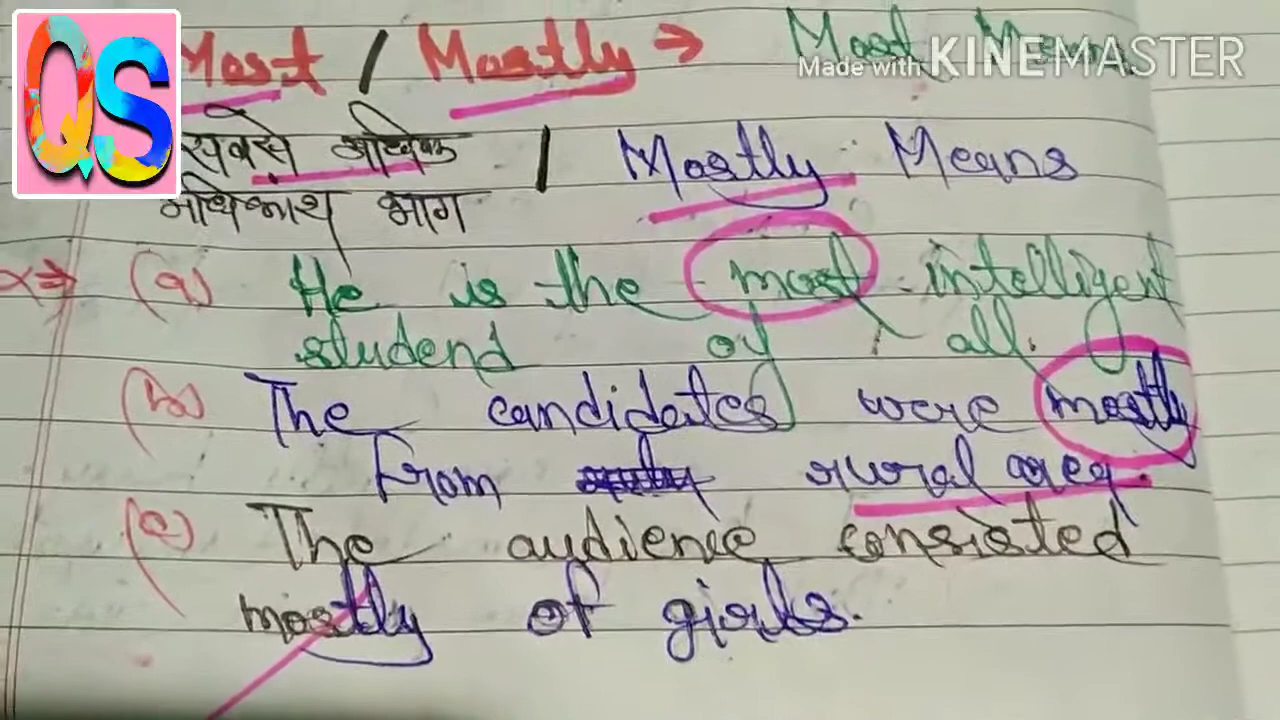 QS
Most / Mostly → Most Means
Made with KINEMASTER
सबसे अधिक / Mostly Means
अधिकांश भाग
(a) He is the most intelligent
studend of all.
(b) The candidates were mostly
From rural area.
(c) The audience consisted
mostly of girls.